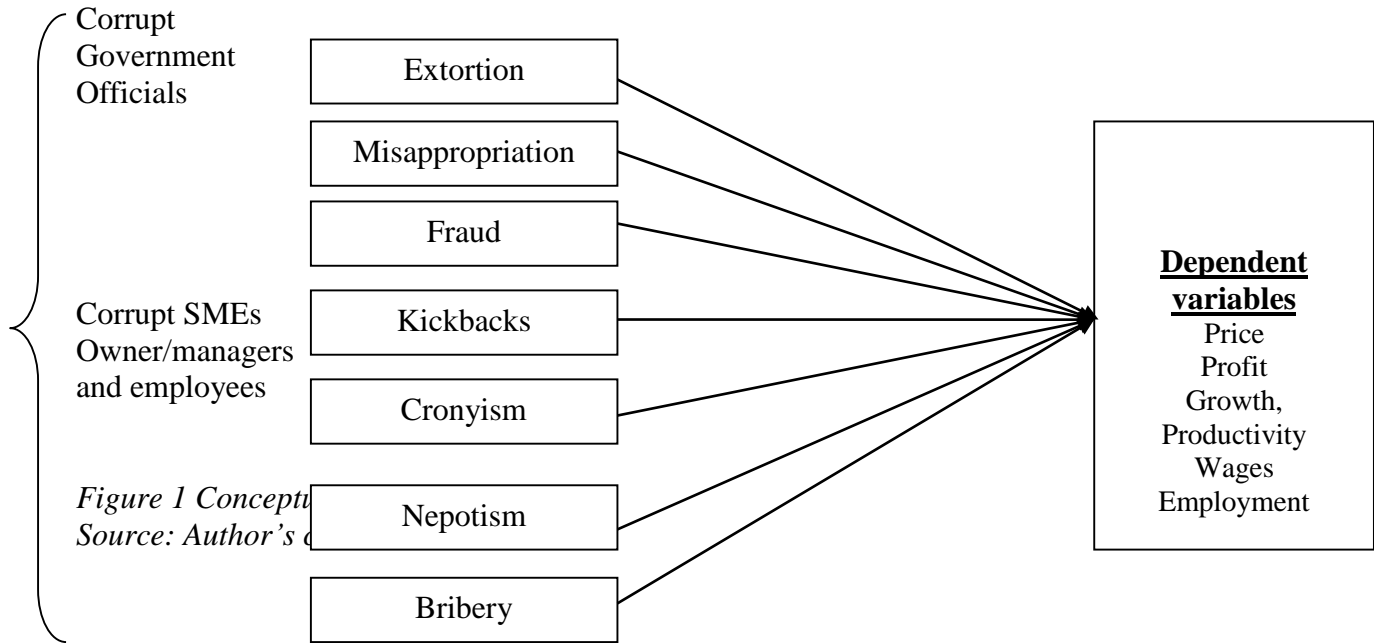 Corrupt
Government
Officials
Extortion
Misappropriation
Fraud
Corrupt SMEs
Owner/managers
and employees
Kickbacks
Cronyism
Figure 1
Source: Author’s
Nepotism
Bribery
Dependent
variables
Price
Profit
Growth,
Productivity
Wages
Employment